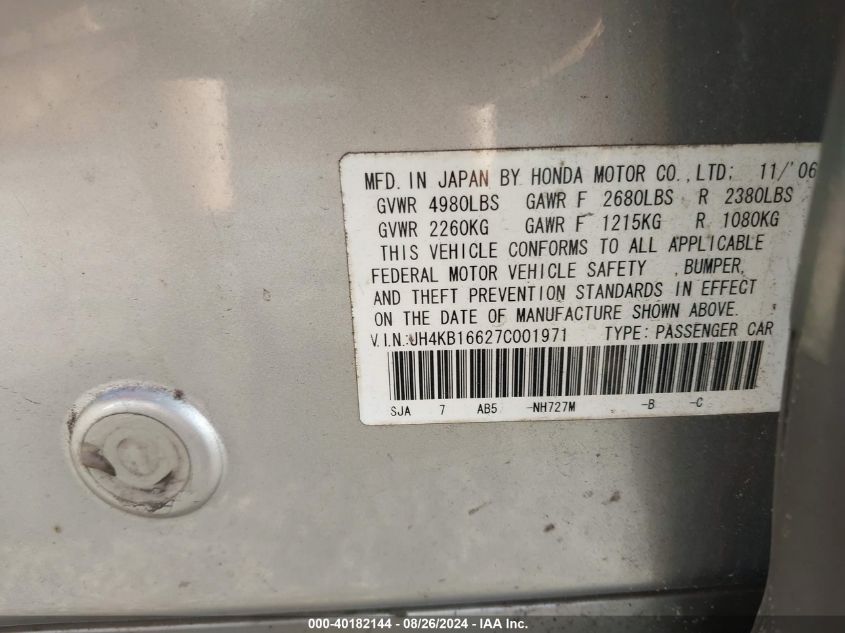 MFD. IN JAPAN BY HONDA MOTOR CO.,LTD; 11/'06
GVWR 4980LBS GAWR F 2680LBS R 2380LBS
GVWR 2260KG GAWR F 1215KG R 1080KG
THIS VEHICLE CONFORMS TO ALL APPLICABLE
FEDERAL MOTOR VEHICLE SAFETY ,BUMPER,
AND THEFT PREVENTION STANDARDS IN EFFECT
ON THE DATE OF MANUFACTURE SHOWN ABOVE.
V.I.N.:JH4KB16627C001971 TYPE: PASSENGER CAR
SJA 7 AB5 -NH727M -B -C
000-40182144 - 08/26/2024 - IAA Inc.